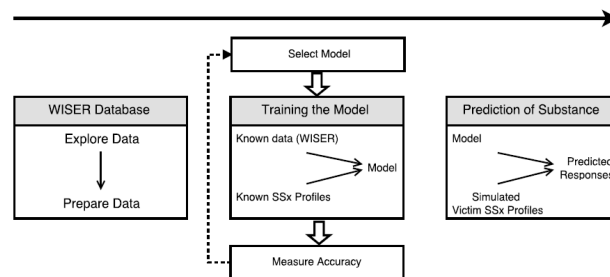 Select Model
WISER Database
Explore Data
Prepare Data
Training the Model
Known data (WISER)
Model
Known SSx Profiles
Measure Accuracy
Prediction of Substance
Model
Predicted
Responses
Simulated
Victim SSx Profiles